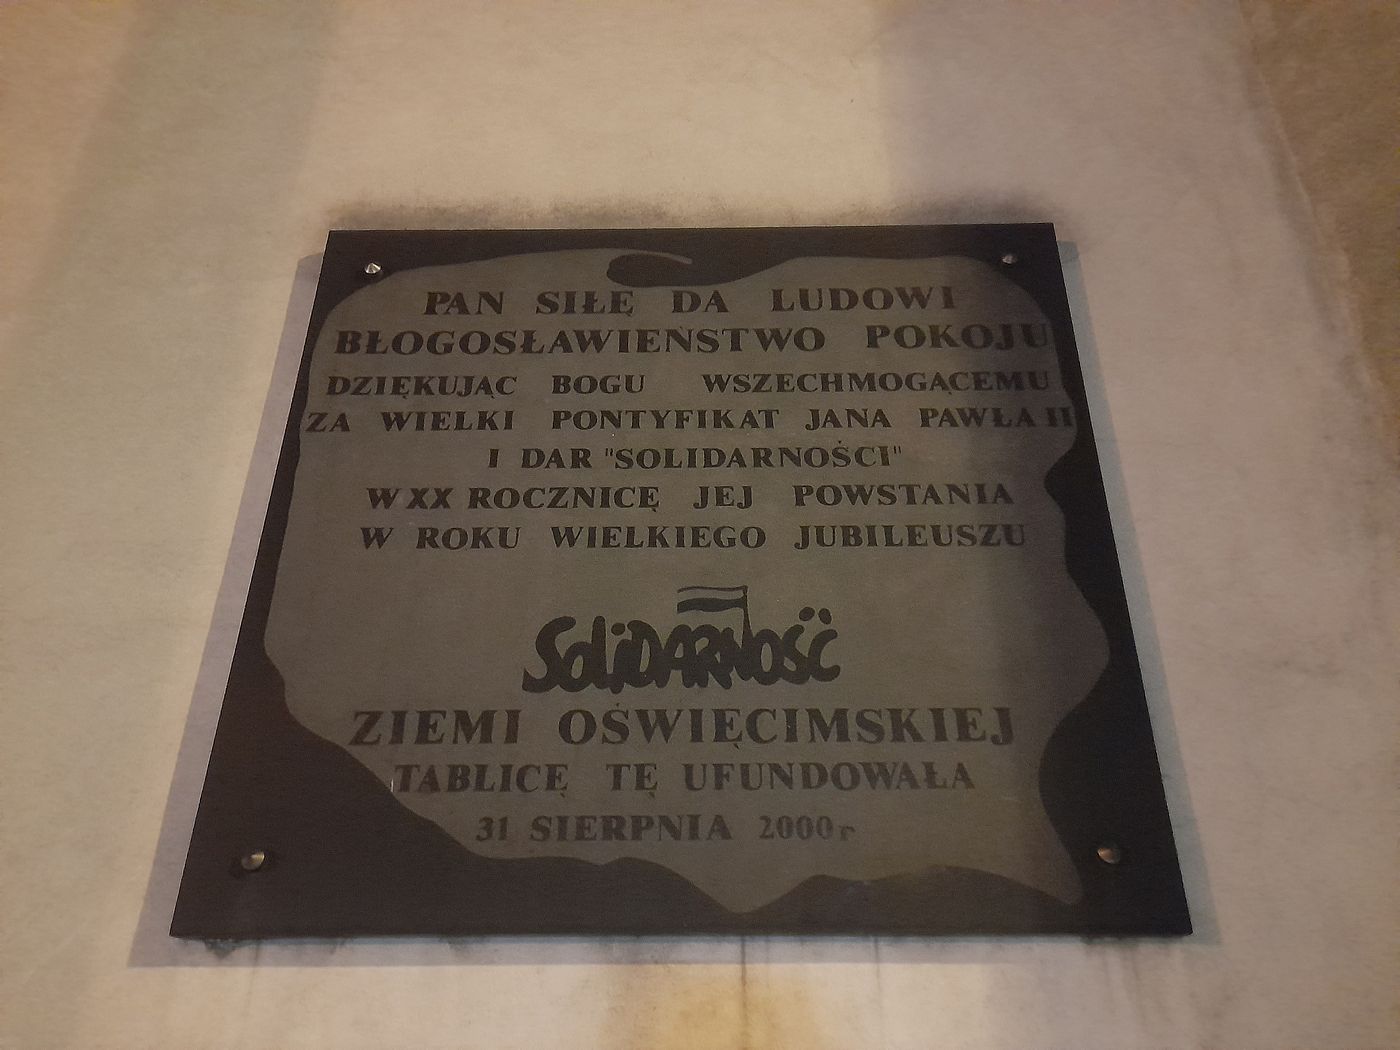 PAN SIŁĘ DA LUDOWI
BŁOGOSŁAWIEŃSTWO POKOJU
DZIĘKUJĄC BOGU WSZECHMOGĄCEMU
ZA WIELKI PONTYFIKAT JANA PAWŁA II
I DAR "SOLIDARNOŚCI"
W XX ROCZNICĘ JEJ POWSTANIA
W ROKU WIELKIEGO JUBILEUSZU
SOLIDARNOŚĆ
ZIEMI OŚWIĘCIMSKIEJ
TABLICĘ TĘ UFUNDOWAŁA
31 SIERPNIA 2000 r